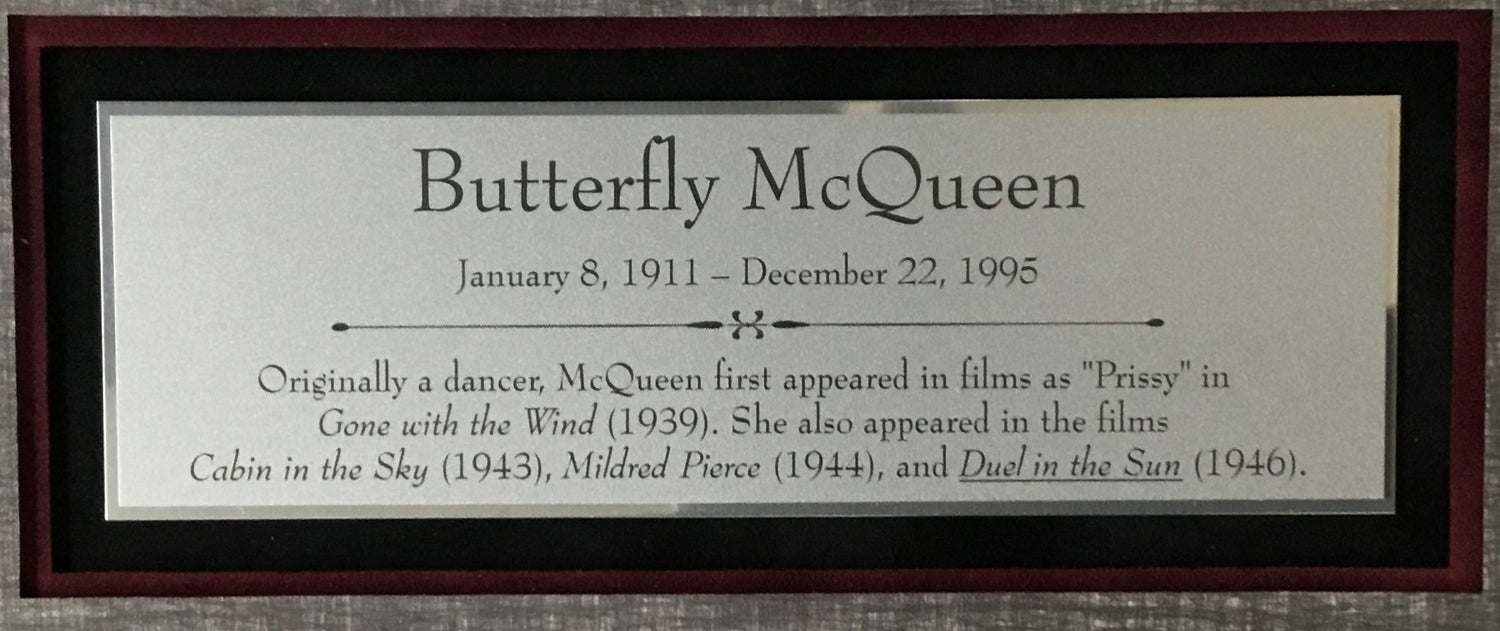 Butterfly McQueen
January 8, 1911 – December 22, 1995
Originally a dancer, McQueen first appeared in films as "Prissy" in
Gone with the Wind (1939). She also appeared in the films
Cabin in the Sky (1943), Mildred Pierce (1944), and Duel in the Sun (1946).